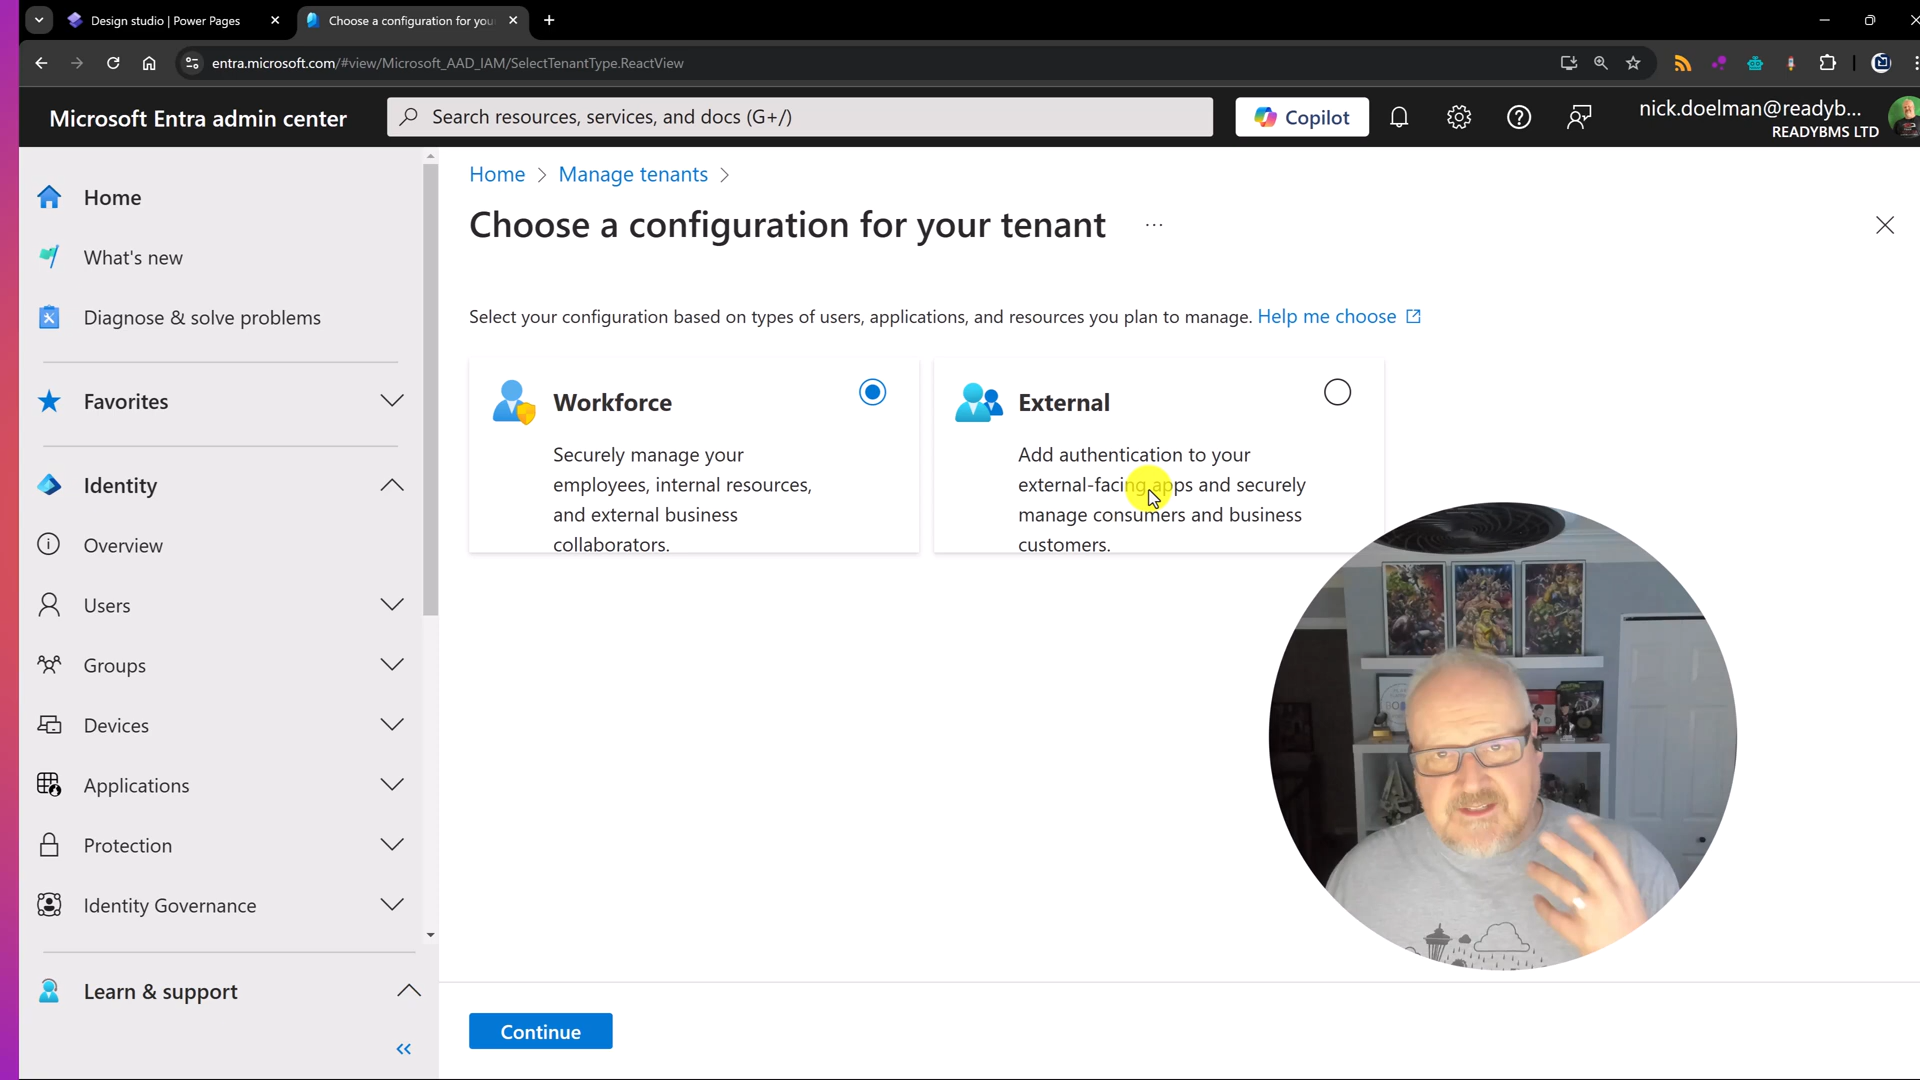 Design studio | Power Pages
Choose a configuration for you
entra.microsoft.com/#view/Microsoft_AAD_IAM/SelectTenantType.ReactView
Microsoft Entra admin center
Search resources, services, and docs (G+/)
Copilot
nick.doelman@readyb...
READYBMS LTD
Home
What's new
Diagnose & solve problems
Favorites
Identity
Overview
Users
Groups
Devices
Applications
Protection
Identity Governance
Learn & support
Home > Manage tenants >
Choose a configuration for your tenant
...
Select your configuration based on types of users, applications, and resources you plan to manage. Help me choose
Workforce
Securely manage your
employees, internal resources,
and external business
collaborators.
External
Add authentication to your
external-facing apps and securely
manage consumers and business
customers.
Continue